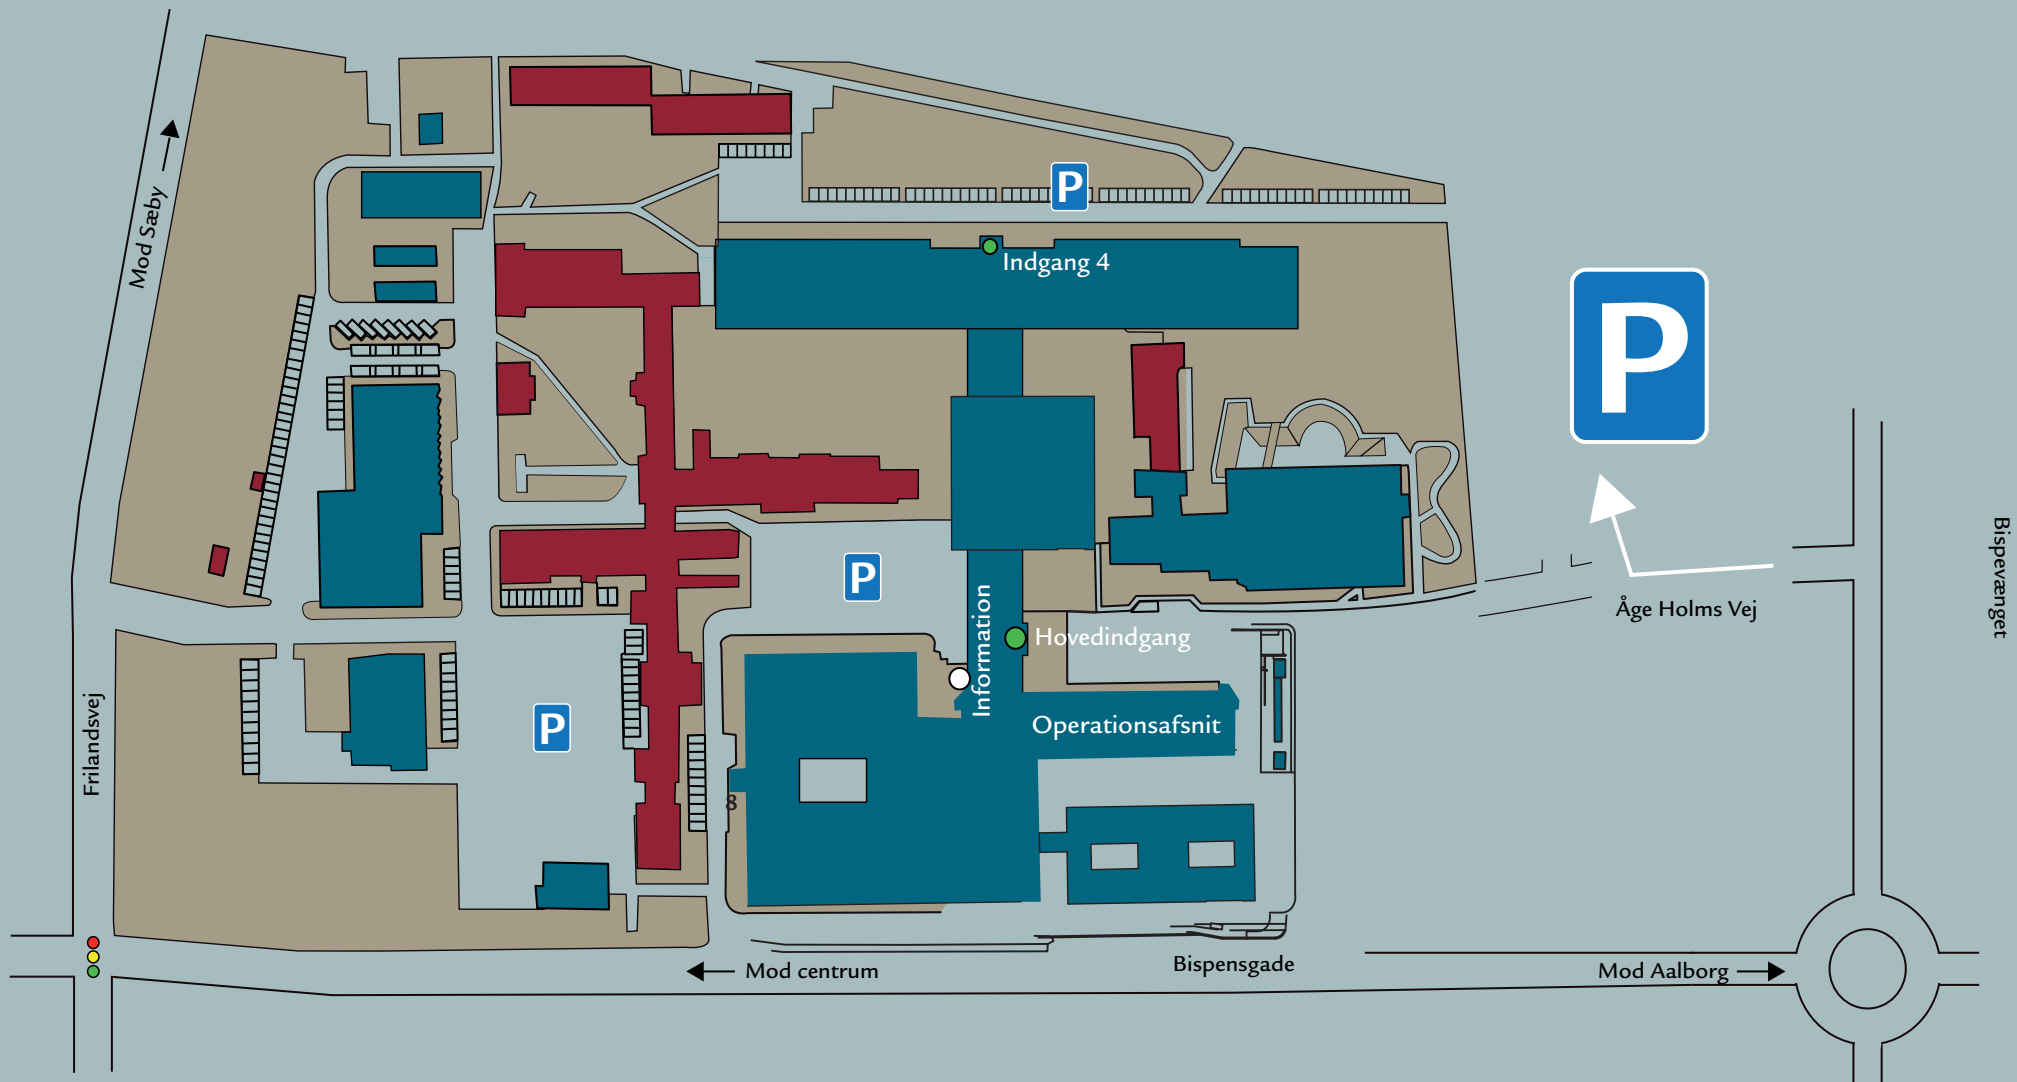 P
Indgang 4
Mod Sæby
P
P
Information
Hovedindgang
Åge Holms Vej
Bispevænget
P
Operationsafsnit
Frilandsvej
8
Mod centrum
Bispensgade
Mod Aalborg